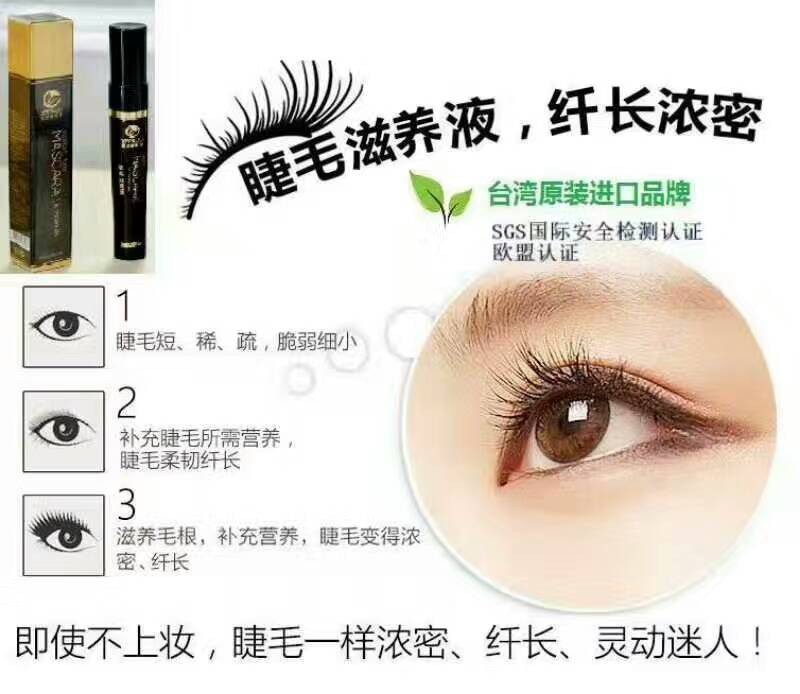 睫毛滋养液，纤长浓密
台湾原装进口品牌
SGS国际安全检测认证
欧盟认证
1
睫毛短、稀、疏，脆弱细小
2
补充睫毛所需营养，
睫毛柔韧纤长
3
滋养毛根，补充营养，睫毛变得浓
密、纤长
即使不上妆，睫毛一样浓密、纤长、灵动迷人！